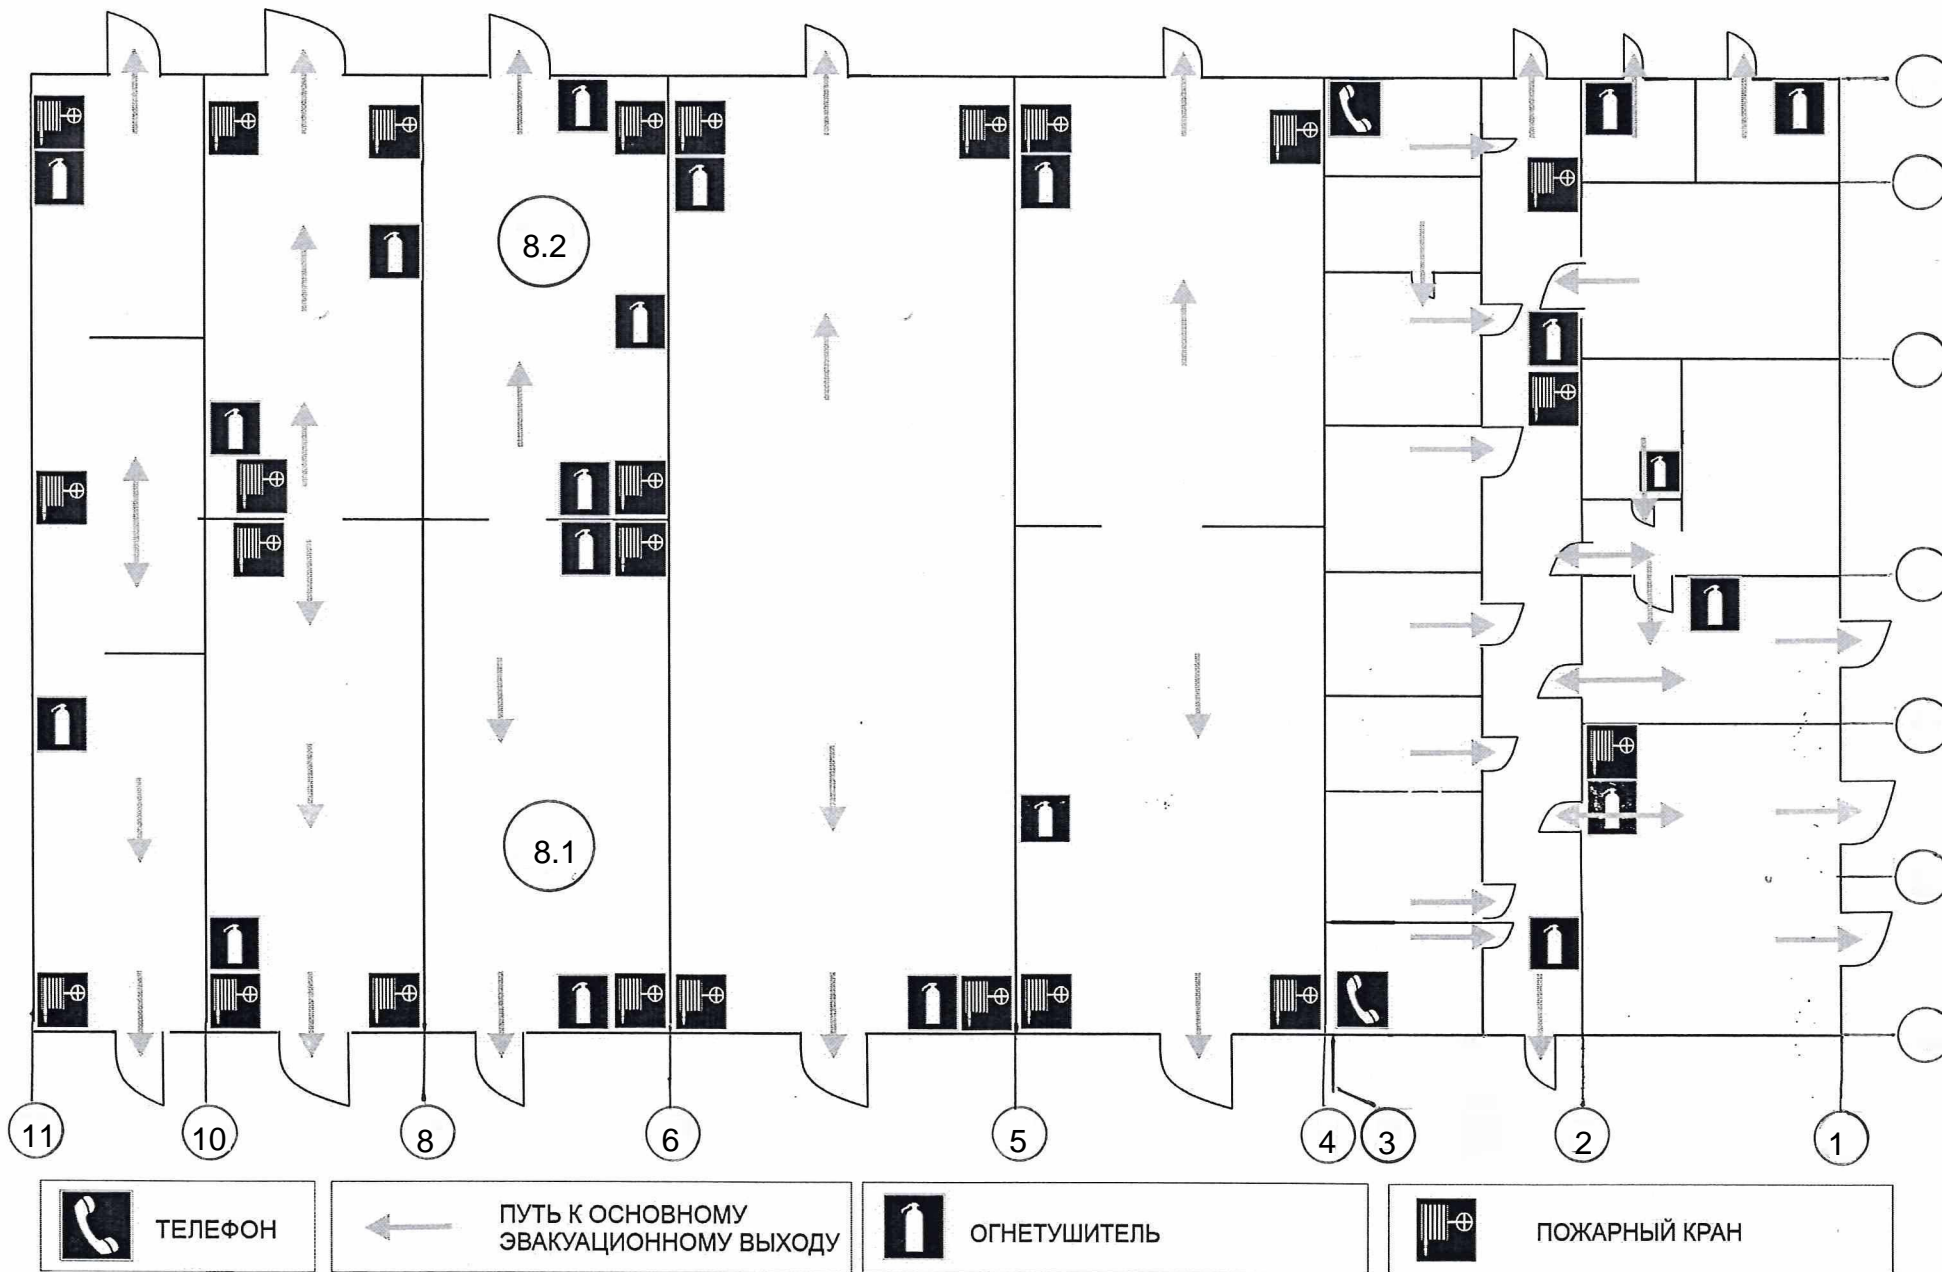 8.2
8.1
11
10
8
6
5
4
3
2
1
ТЕЛЕФОН
ПУТЬ К ОСНОВНОМУ
ЭВАКУАЦИОННОМУ ВЫХОДУ
ОГНЕТУШИТЕЛЬ
ПОЖАРНЫЙ КРАН